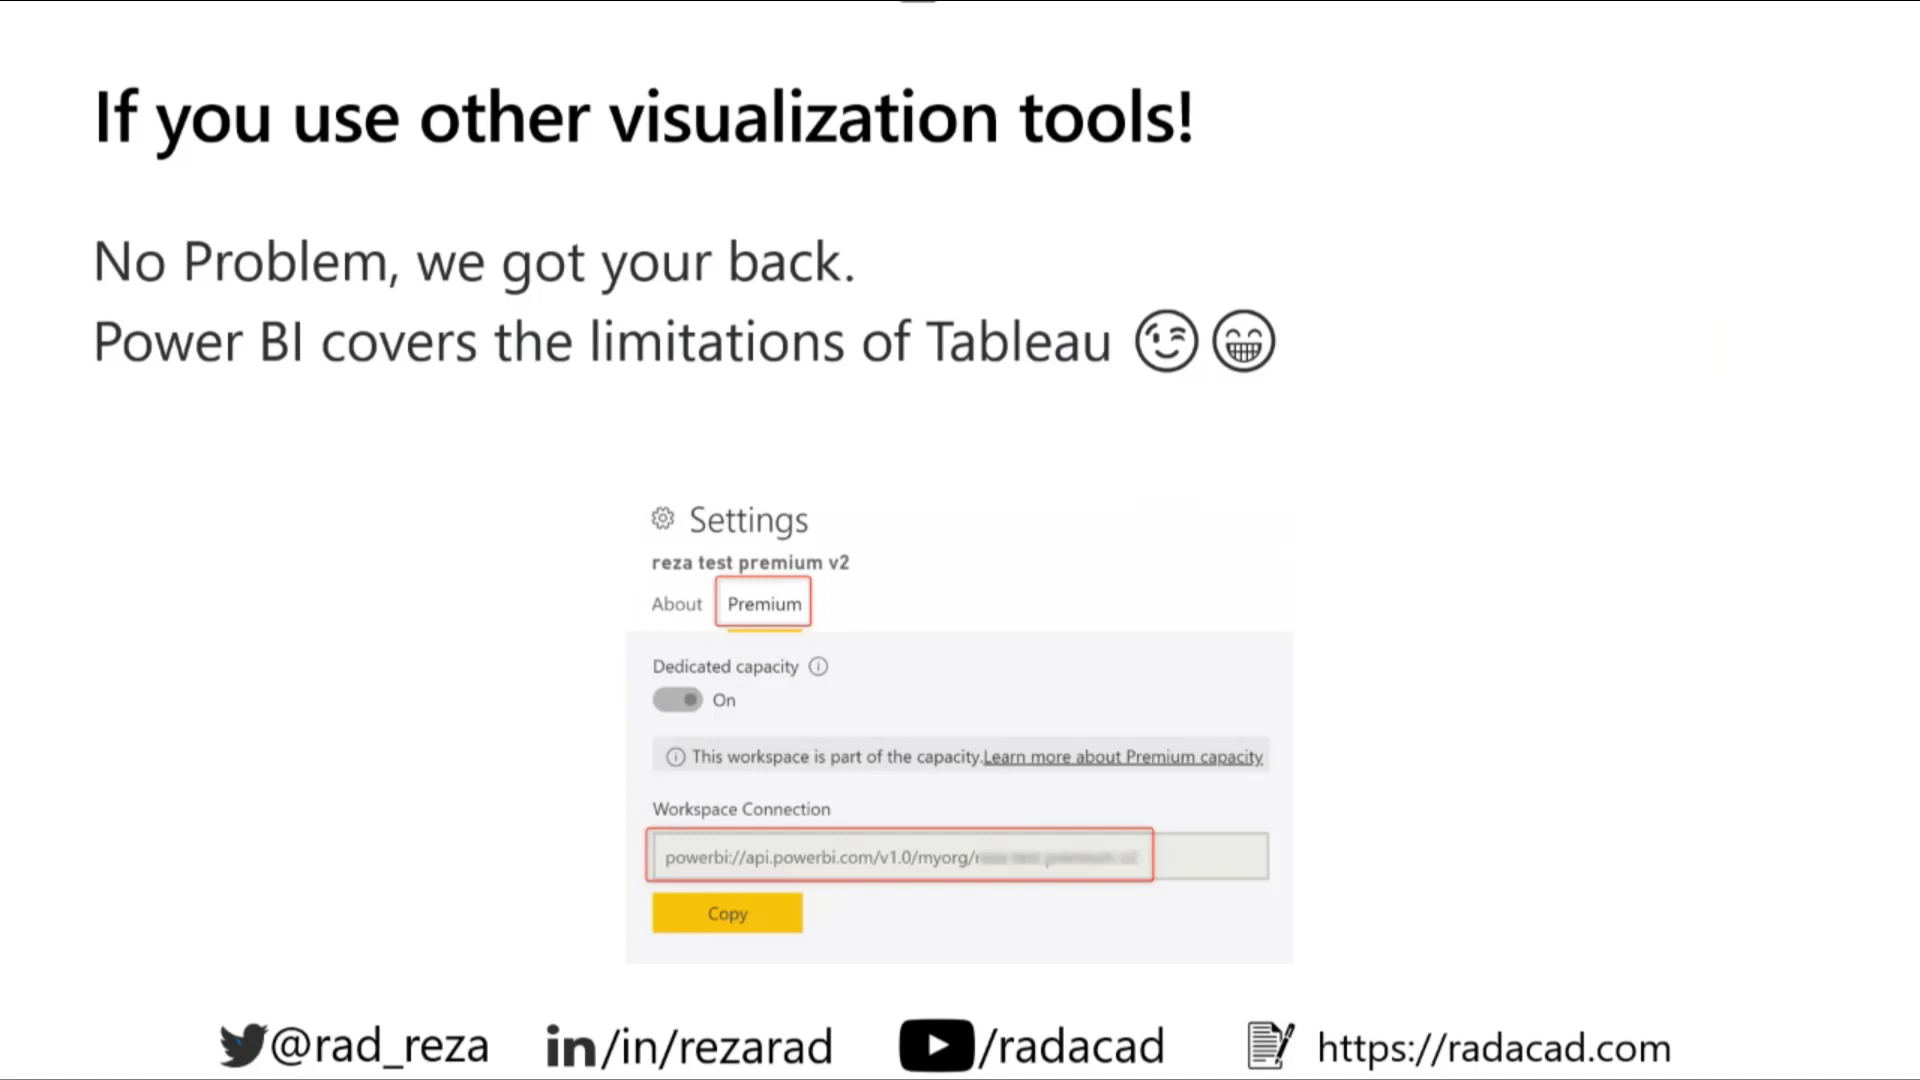 If you use other visualization tools!
No Problem, we got your back.
Power BI covers the limitations of Tableau
Settings
reza test premium v2
About Premium
Dedicated capacity
On
This workspace is part of the capacity.Learn more about Premium capacity
Workspace Connection
powerbi://api.powerbi.com/v1.0/myorg/
Copy
@rad_reza in/in/rezarad /radacad https://radacad.com